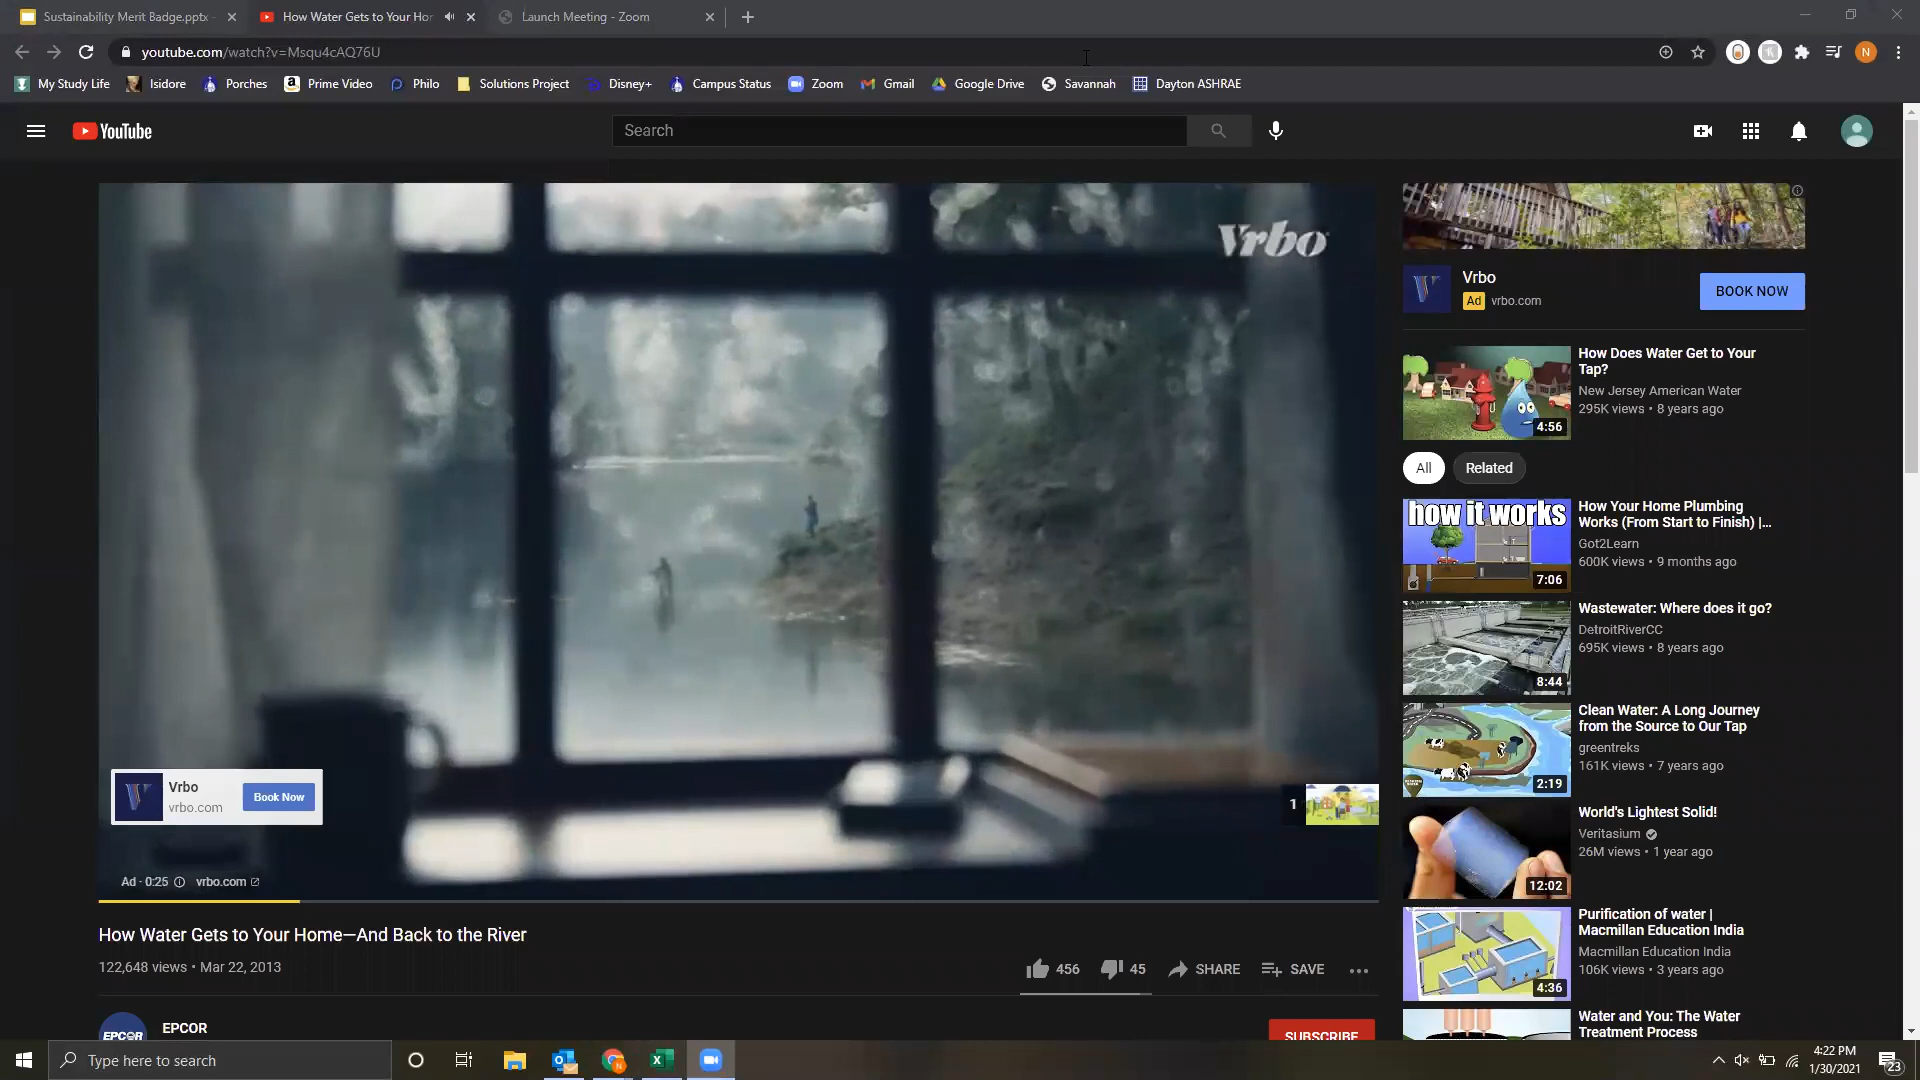 Sustainability Merit Badge.pptx -
How Water Gets to Your Hor
Launch Meeting - Zoom
youtube.com/watch?v=Msqu4cAQ76U
My Study Life
Isidore
Porches
Prime Video
Philo
Solutions Project
Disney+
Campus Status
Zoom
Gmail
Google Drive
Savannah
Dayton ASHRAE
N
YouTube
Search
Vrbo
Vrbo
Ad vrbo.com
BOOK NOW
How Does Water Get to Your
Tap?
New Jersey American Water
295K views • 8 years ago
4:56
All
Related
how it works
7:06
How Your Home Plumbing
Works (From Start to Finish) |...
Got2Learn
600K views • 9 months ago
Wastewater: Where does it go?
DetroitRiverCC
695K views • 8 years ago
8:44
Clean Water: A Long Journey
from the Source to Our Tap
greentreks
161K views • 7 years ago
2:19
World's Lightest Solid!
Veritasium
26M views • 1 year ago
12:02
Purification of water |
Macmillan Education India
Macmillan Education India
106K views • 3 years ago
4:36
Water and You: The Water
Treatment Process
Vrbo
vrbo.com
Book Now
1
Ad · 0:25
vrbo.com
How Water Gets to Your Home—And Back to the River
122,648 views • Mar 22, 2013
456
45
SHARE
SAVE
EPCOR
EPCOR
SUBSCRIBE
Type here to search
4:22 PM
1/30/2021
23